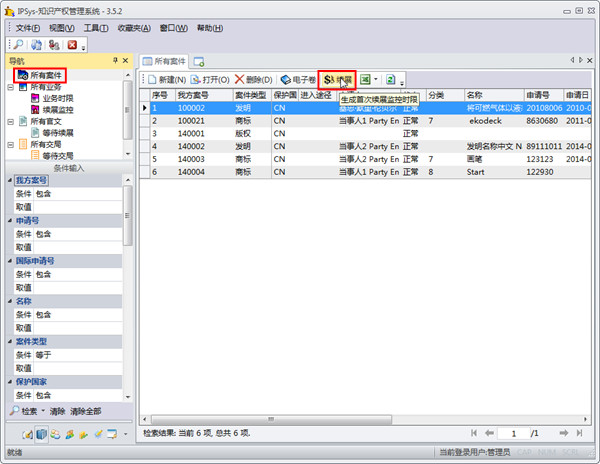 IPSys-知识产权管理系统 - 3.5.2
文件(F) 视图(V) 工具(T) 收藏夹(A) 窗口(W) 帮助(H)
导航
所有案件
所有业务
业务时限
续展监控
所有官文
等待续展
所有交局
等待交局
条件输入
我方案号
条件 包含
取值
申请号
条件 包含
取值
国际申请号
条件 包含
取值
名称
条件 包含
取值
案件类型
条件 等于
取值
保护国家
条件 包含
检索 清除 清除全部
就绪
所有案件
新建(N) 打开(O) 删除(D) 电子卷 续展
生成首次续展监控时限
序号 我方案号 案件类型 保护国 进入途径 分类 名称 申请号 申请日
1 100002 发明 CN 正常 将可燃气体以液 20108006 2010-0
2 100021 商标 CN 当事人1 Party En 正常 7 ekodeck 8630680 2011-0
3 140001 版权 CN 正常
4 140002 发明 CN 当事人2 Party En 正常 发明名称中文 N 89111011 2014-0
5 140003 商标 CN 当事人1 Party En 正常 7 画笔 123123 2014-0
6 140004 商标 CN 当事人1 Party En 正常 8 Start 122930
检索结果: 当前 6 项, 总共 6 项.
1 /1
当前登录用户:管理员 CAP NUM SCRL